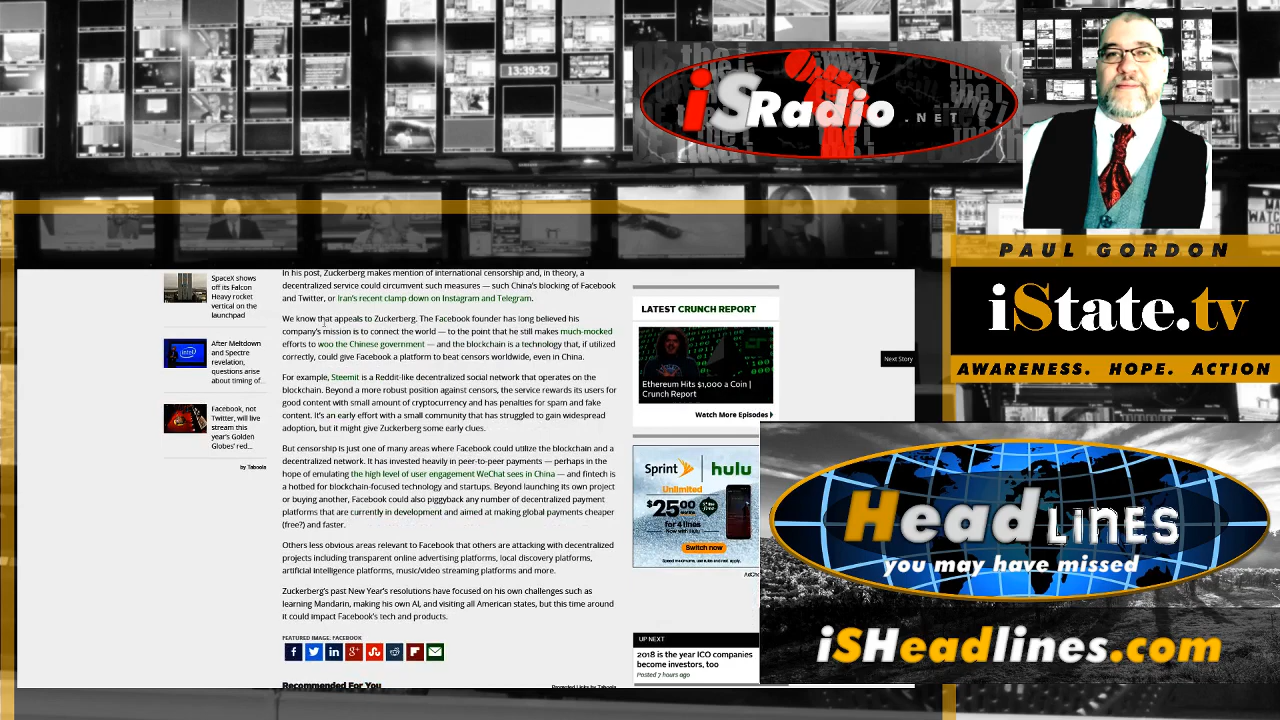 13:39:32
iSRadio
.NET
PAUL GORDON
iState.tv
AWARENESS. HOPE. ACTION
SpaceX shows
off its Falcon
Heavy rocket
vertical on the
launchpad
After Meltdown
and Spectre
revelation,
questions arise
about timing of...
Facebook, not
Twitter, will live
stream this
year's Golden
Globes' red...
by Taboola
In his post, Zuckerberg makes mention of international censorship and, in theory, a
decentralized service could circumvent such measures — such China's blocking of Facebook
and Twitter, or Iran's recent clamp down on Instagram and Telegram.
We know that appeals to Zuckerberg. The Facebook founder has long believed his
company's mission is to connect the world — to the point that he still makes much-mocked
efforts to woo the Chinese government — and the blockchain is a technology that, if utilized
correctly, could give Facebook a platform to beat censors worldwide, even in China.
For example, Steemit is a Reddit-like decentralized social network that operates on the
blockchain. Beyond a more robust position against censors, the service rewards its users for
good content with small amount of cryptocurrency and has penalties for spam and fake
content. It's an early effort with a small community that has struggled to gain widespread
adoption, but it might give Zuckerberg some early clues.
But censorship is just one of many areas where Facebook could utilize the blockchain and a
decentralized network. It has invested heavily in peer-to-peer payments — perhaps in the
hope of emulating the high level of user engagement WeChat sees in China — and fintech is
a hotbed for blockchain-focused technology and startups. Beyond launching its own project
or buying another, Facebook could also piggyback any number of decentralized payment
platforms that are currently in development and aimed at making global payments cheaper
(free?) and faster.
Others less obvious areas relevant to Facebook that others are attacking with decentralized
projects including transparent online advertising platforms, local discovery platforms,
artificial intelligence platforms, music/video streaming platforms and more.
Zuckerberg's past New Year's resolutions have focused on his own challenges such as
learning Mandarin, making his own AI, and visiting all American states, but this time around
it could impact Facebook's tech and products.
FEATURED IMAGE: FACEBOOK
Recommended For You
Promoted Links by Taboola
LATEST CRUNCH REPORT
Ethereum Hits $1,000 a Coin |
Crunch Report
Watch More Episodes
Next Story
Sprint
hulu
Unlimited
$25.00
for 4 lines
Now with Hulu
Switch now
AdCho
UP NEXT
2018 is the year ICO companies
become investors, too
Posted 7 hours ago
HeadLINES
you may have missed
iSHeadlines.com